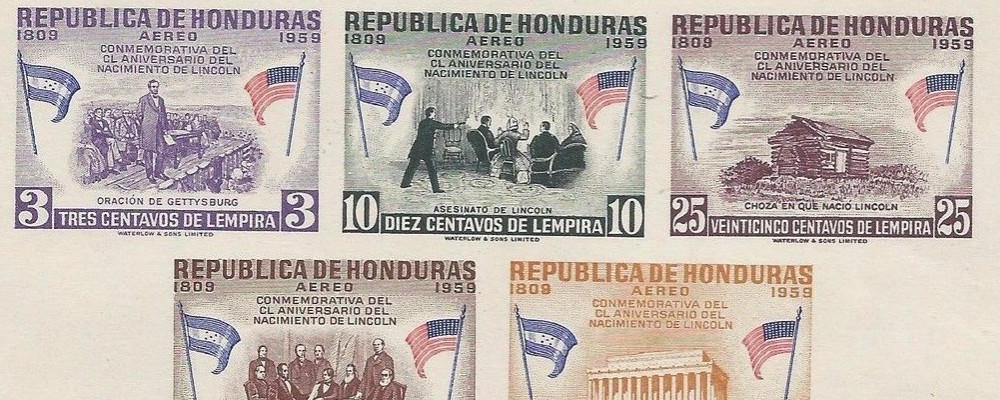 REPUBLICA DE HONDURAS
1809 AEREO 1959
CONMEMORATIVA DEL
CL ANIVERSARIO DEL
NACIMIENTO DE LINCOLN
ORACIÓN DE GETTYSBURG
3 TRES CENTAVOS DE LEMPIRA 3
WATERLOW & SONS LIMITED
REPUBLICA DE HONDURAS
1809 AEREO 1959
CONMEMORATIVA DEL
CL ANIVERSARIO DEL
NACIMIENTO DE LINCOLN
ASESINATO DE LINCOLN
10 DIEZ CENTAVOS DE LEMPIRA 10
WATERLOW & SONS LIMITED
REPUBLICA DE HONDURAS
1809 AEREO 1959
CONMEMORATIVA DEL
CL ANIVERSARIO DEL
NACIMIENTO DE LINCOLN
CHOZA EN QUE NACIO LINCOLN
25 VEINTICINCO CENTAVOS DE LEMPIRA 25
WATERLOW & SONS LIMITED
REPUBLICA DE HONDURAS
1809 AEREO 1959
CONMEMORATIVA DEL
CL ANIVERSARIO DEL
NACIMIENTO DE LINCOLN
REPUBLICA DE HONDURAS
1809 AEREO 1959
CONMEMORATIVA DEL
CL ANIVERSARIO DEL
NACIMIENTO DE LINCOLN